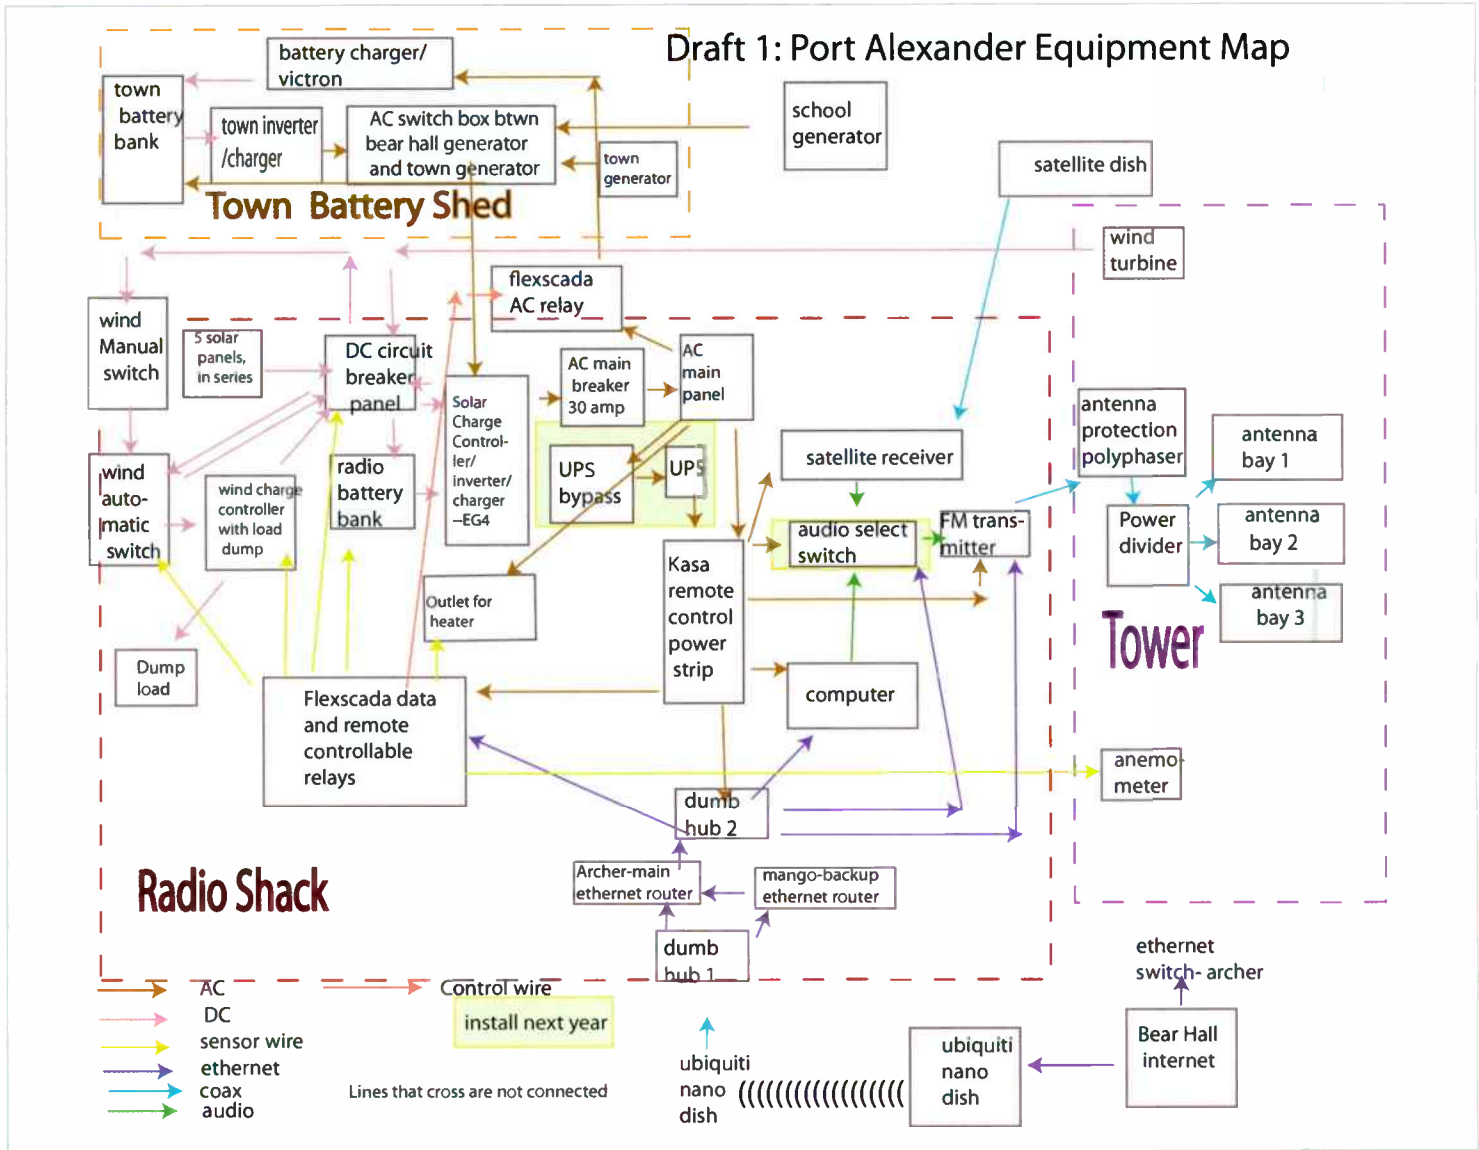 Draft 1: Port Alexander Equipment Map
battery charger/
victron
town
battery
bank
town inverter
/charger
AC switch box btwn
bear hall generator
and town generator
town
generator
school
generator
Town Battery Shed
satellite dish
wind
turbine
flexscada
AC relay
wind
Manual
switch
5 solar
panels,
in series
DC circuit
breaker
panel
Solar
Charge
Control-
ler/
inverter/
charger
--EG4
AC main
breaker
30 amp
AC
main
panel
UPS
bypass
UPS
satellite receiver
audio select
switch
FM trans-
mitter
antenna
protection
polyphaser
Power
divider
antenna
bay 1
antenna
bay 2
antenna
bay 3
Tower
wind
auto-
matic
switch
wind charge
controller
with load
dump
radio
battery
bank
Outlet for
heater
Kasa
remote
control
power
strip
computer
Dump
load
Flexscada data
and remote
controllable
relays
anemo-
meter
dumb
hub 2
Archer-main
ethernet router
mango-backup
ethernet router
dumb
hub 1
Radio Shack
AC
DC
sensor wire
ethernet
coax
audio
Control wire
install next year
Lines that cross are not connected
ubiquiti
nano
dish
((((((((((((((((((
ubiquiti
nano
dish
ethernet
switch- archer
Bear Hall
internet